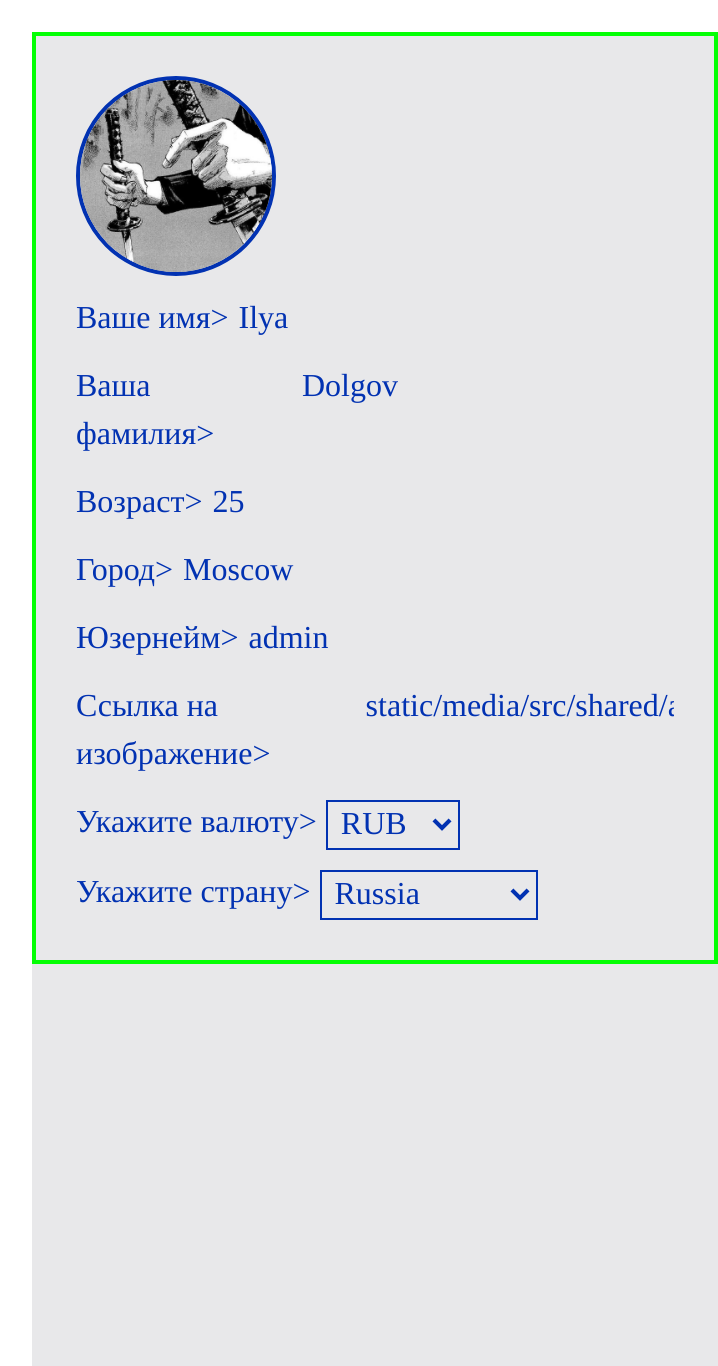 Ваше имя> Ilya
Ваша Dolgov
фамилия>
Возраст> 25
Город> Moscow
Юзернейм> admin
Ссылка на static/media/src/shared/a
изображение>
Укажите валюту> RUB
Укажите страну> Russia